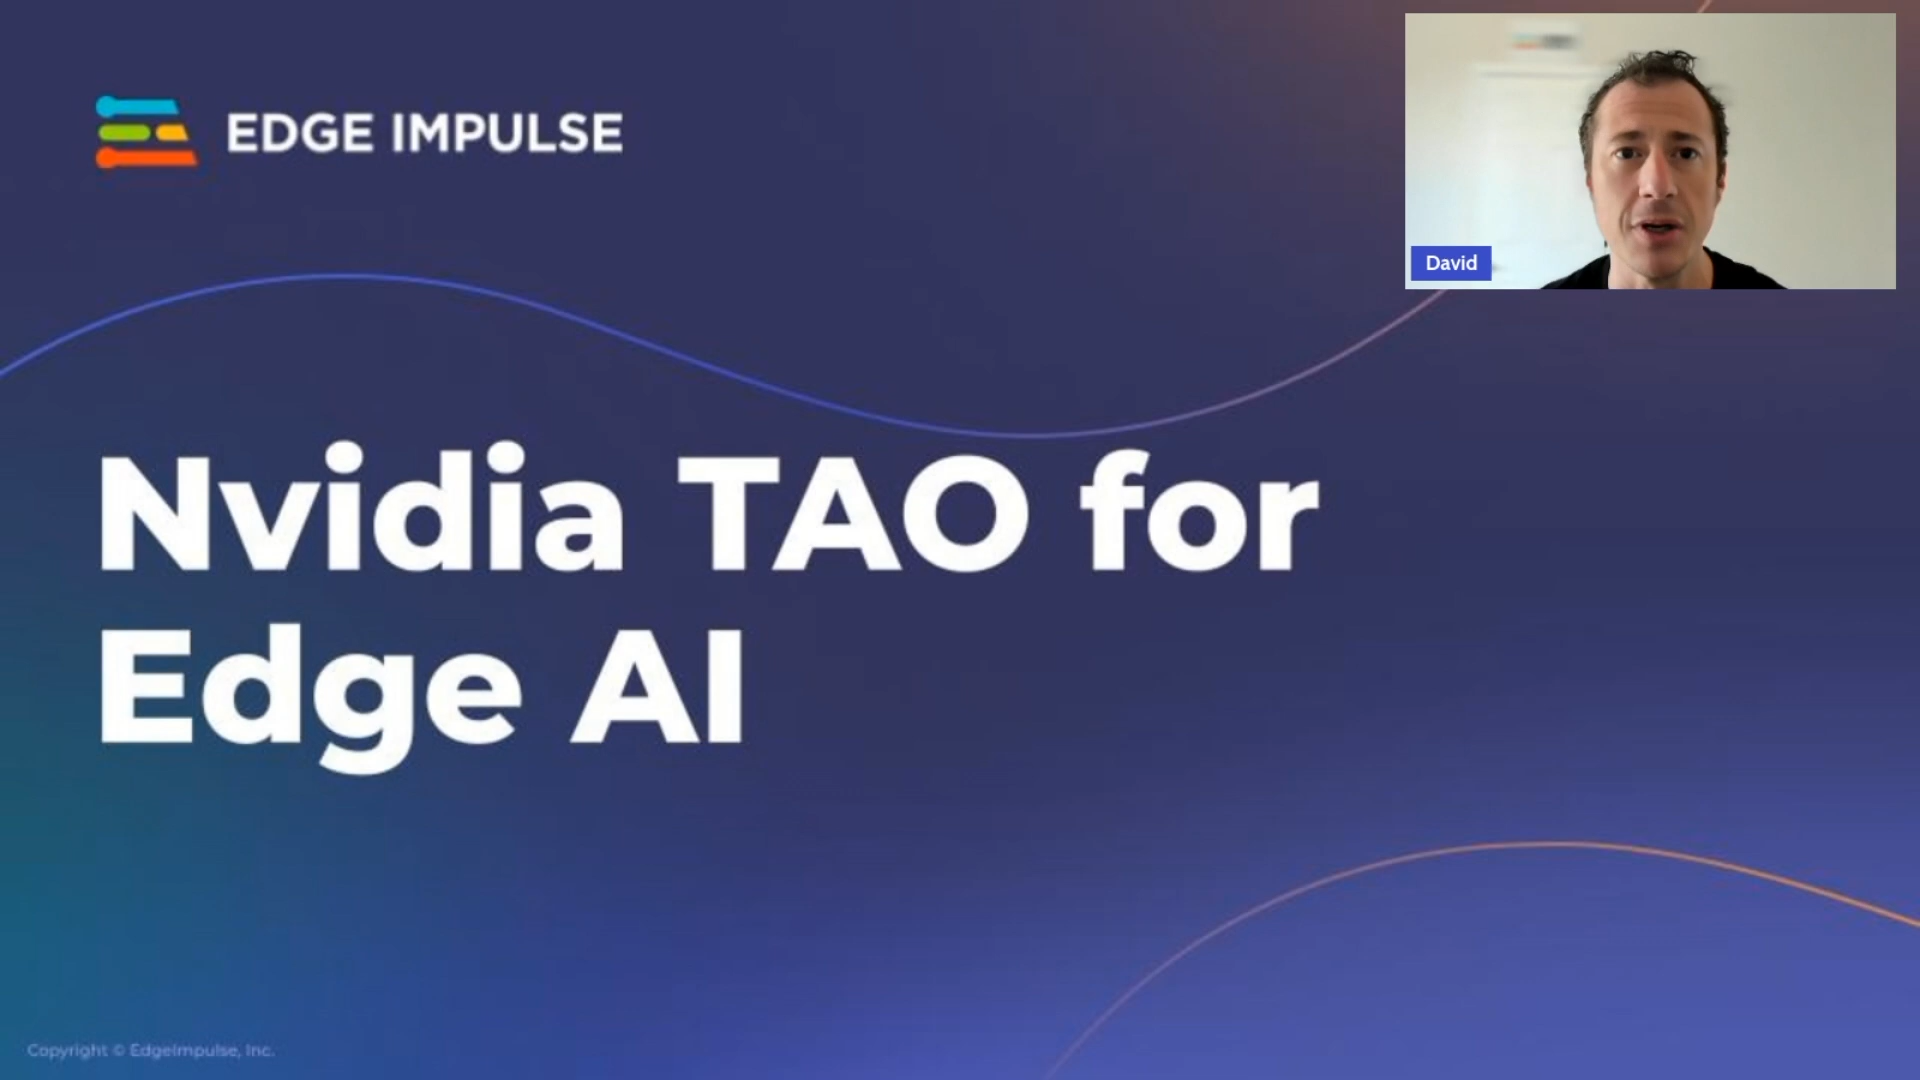 EDGE IMPULSE
David
Nvidia TAO for
Edge AI
Copyright © EdgeImpulse, Inc.